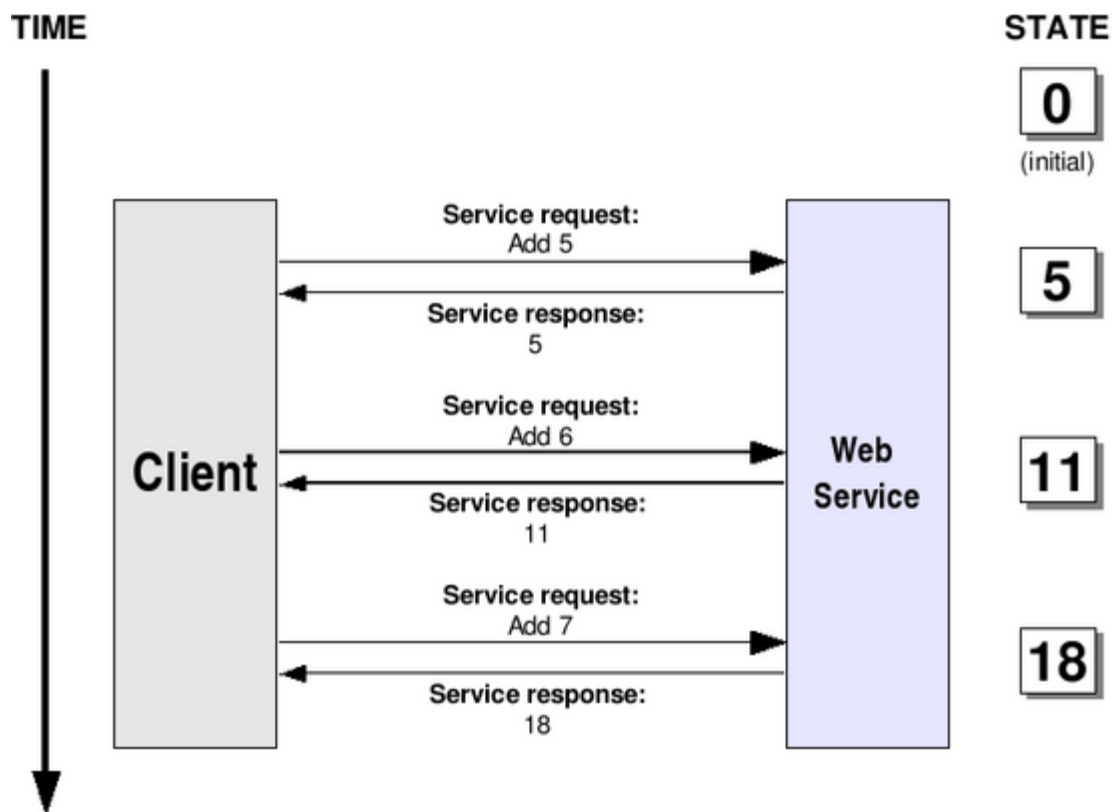 TIME
STATE
0
(initial)
Service request:
Add 5
5
Service response:
5
Service request:
Add 6
Client
Web
Service
11
Service response:
11
Service request:
Add 7
18
Service response:
18